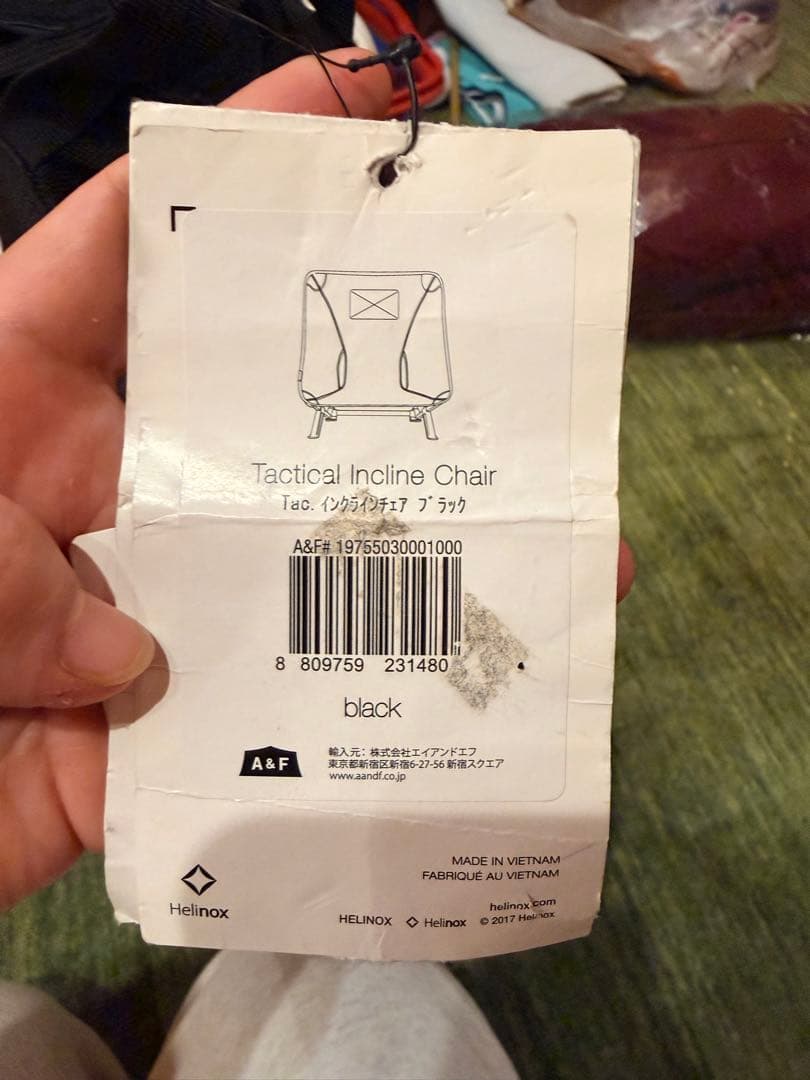 Tactical Incline Chair
Tac. インクラインチェア ブラック
A&F# 19755030001000
8 809759 231480
black
A & F
輸入元：株式会社エイアンドエフ
東京都新宿区新宿6-27-56 新宿スクエア
www.aandf.co.jp
MADE IN VIETNAM
FABRIQUÉ AU VIETNAM
Helinox
helinox.com
HELINOX Helinox © 2017 Helinox